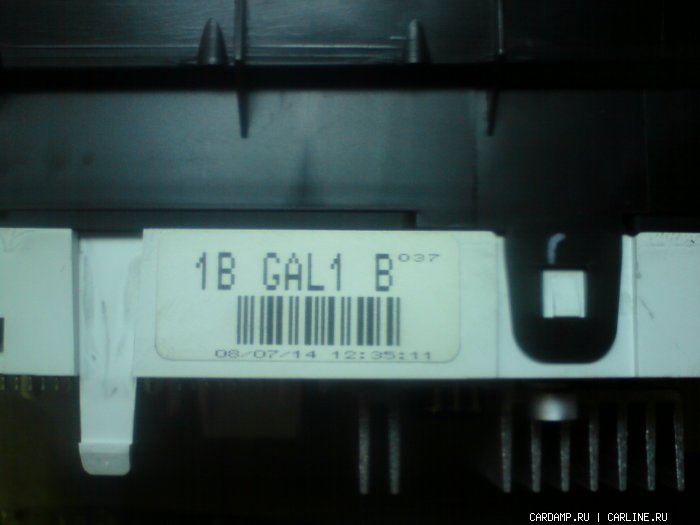 1B GAL1 B 037
08/07/14 12:35:11
CARDAMP.RU | CARLINE.RU